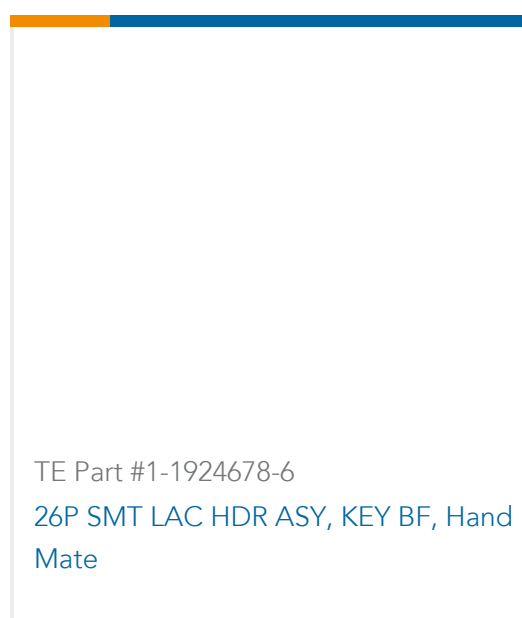 TE Part #1-1924678-6
26P SMT LAC HDR ASY, KEY BF, Hand
Mate